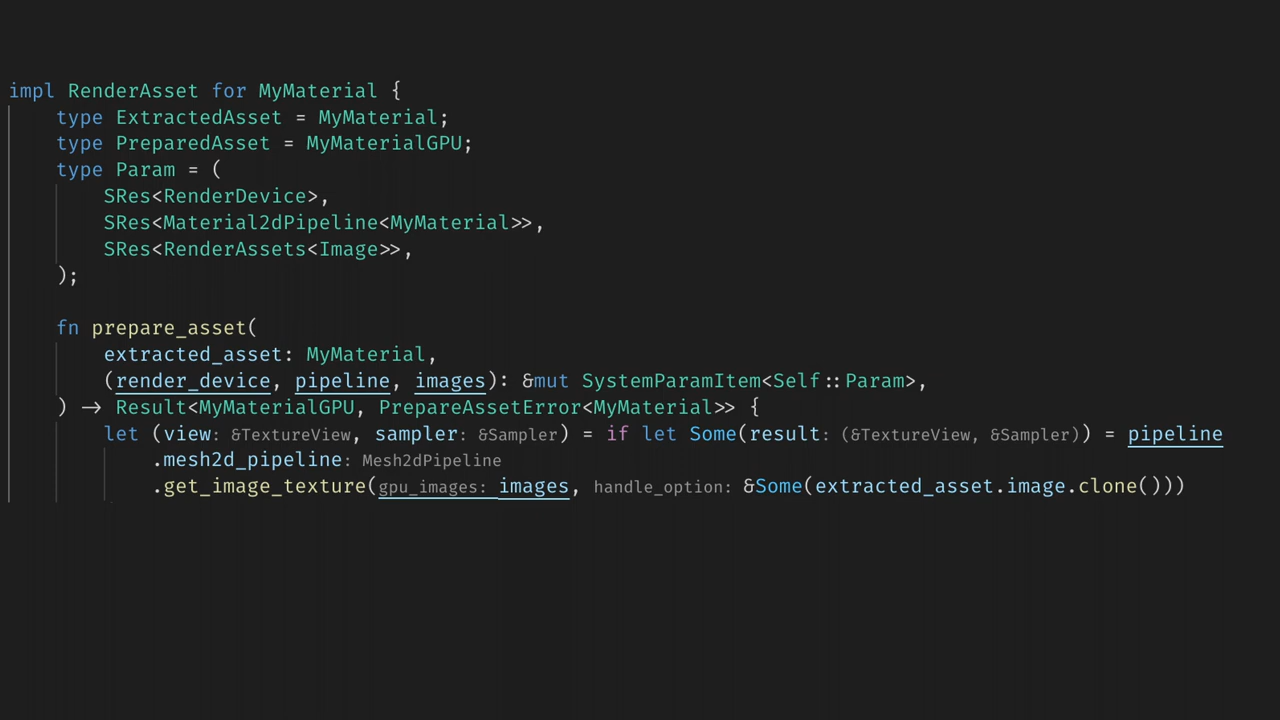 impl RenderAsset for MyMaterial {
    type ExtractedAsset = MyMaterial;
    type PreparedAsset = MyMaterialGPU;
    type Param = (
        SRes<RenderDevice>,
        SRes<Material2dPipeline<MyMaterial>>,
        SRes<RenderAssets<Image>>,
    );

    fn prepare_asset(
        extracted_asset: MyMaterial,
        (render_device, pipeline, images): &mut SystemParamItem<Self::Param>,
    ) -> Result<MyMaterialGPU, PrepareAssetError<MyMaterial>> {
        let (view: &TextureView, sampler: &Sampler) = if let Some(result: (&TextureView, &Sampler)) = pipeline
            .mesh2d_pipeline: Mesh2dPipeline
            .get_image_texture(gpu_images: images, handle_option: &Some(extracted_asset.image.clone()))